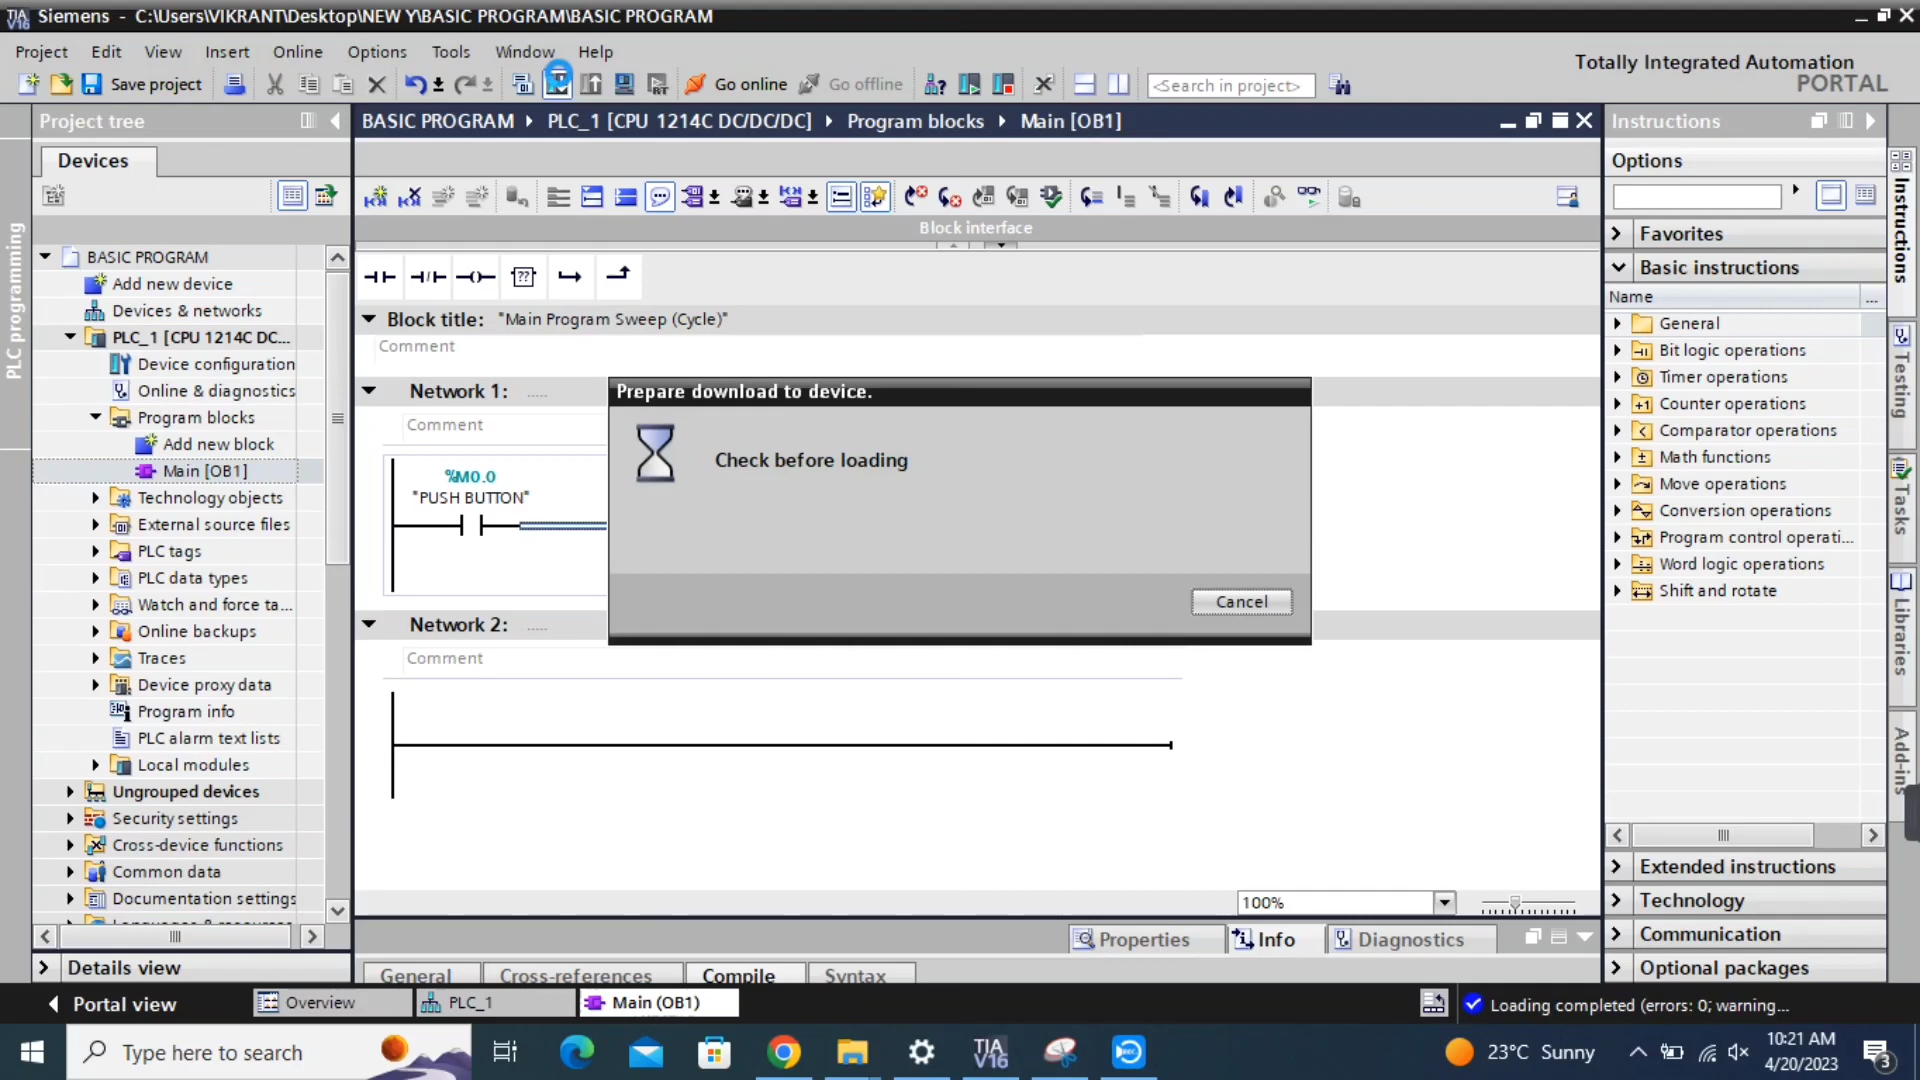 TIA V16 Siemens - C:\Users\VIKRANT\Desktop\NEW Y\BASIC PROGRAM\BASIC PROGRAM
Project Edit View Insert Online Options Tools Window Help
Totally Integrated Automation
PORTAL
Save project Go online Go offline <Search in project>
Project tree
BASIC PROGRAM PLC_1 [CPU 1214C DC/DC/DC] Program blocks Main [OB1]
Instructions
Devices
Options
Block interface
Favorites
Basic instructions
Name ...
General
Bit logic operations
Timer operations
Counter operations
Comparator operations
Math functions
Move operations
Conversion operations
Program control operati...
Word logic operations
Shift and rotate
Extended instructions
Technology
Communication
Optional packages
PLC programming
BASIC PROGRAM
Add new device
Devices & networks
PLC_1 [CPU 1214C DC...
Device configuration
Online & diagnostics
Program blocks
Add new block
Main [OB1]
Technology objects
External source files
PLC tags
PLC data types
Watch and force ta...
Online backups
Traces
Device proxy data
Program info
PLC alarm text lists
Local modules
Ungrouped devices
Security settings
Cross-device functions
Common data
Documentation settings
Details view
??
Block title: "Main Program Sweep (Cycle)"
Comment
Network 1: .....
Comment
%M0.0
"PUSH BUTTON"
Network 2: .....
Comment
Prepare download to device.
Check before loading
Cancel
100%
Properties Info Diagnostics
General Cross-references Compile Syntax
Instructions
Testing
Tasks
Libraries
Add-ins
Portal view Overview PLC_1 Main (OB1)
Loading completed (errors: 0; warning...
Type here to search
TIA V16
REC
23°C Sunny
10:21 AM
4/20/2023
3